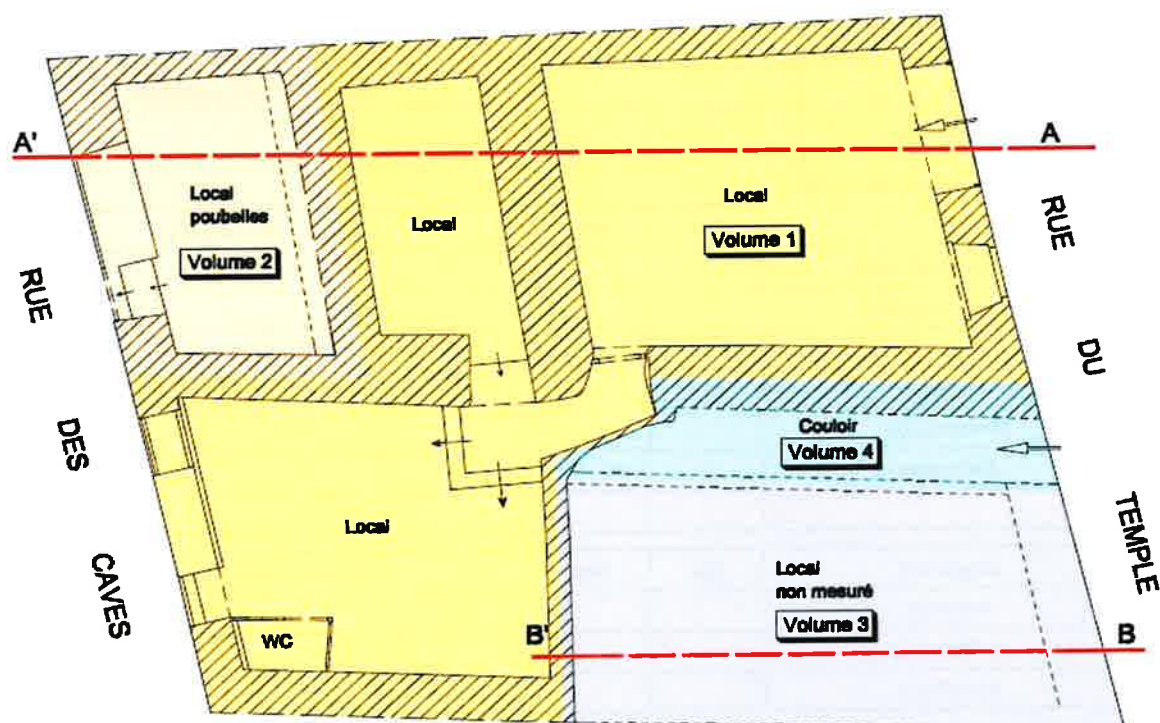 A'
A
Local
poubelles
Volume 2
Local
Local
Volume 1
RUE
DES
CAVES
RUE
DU
TEMPLE
Couloir
Volume 4
Local
Local
non mesuré
Volume 3
WC
B'
B